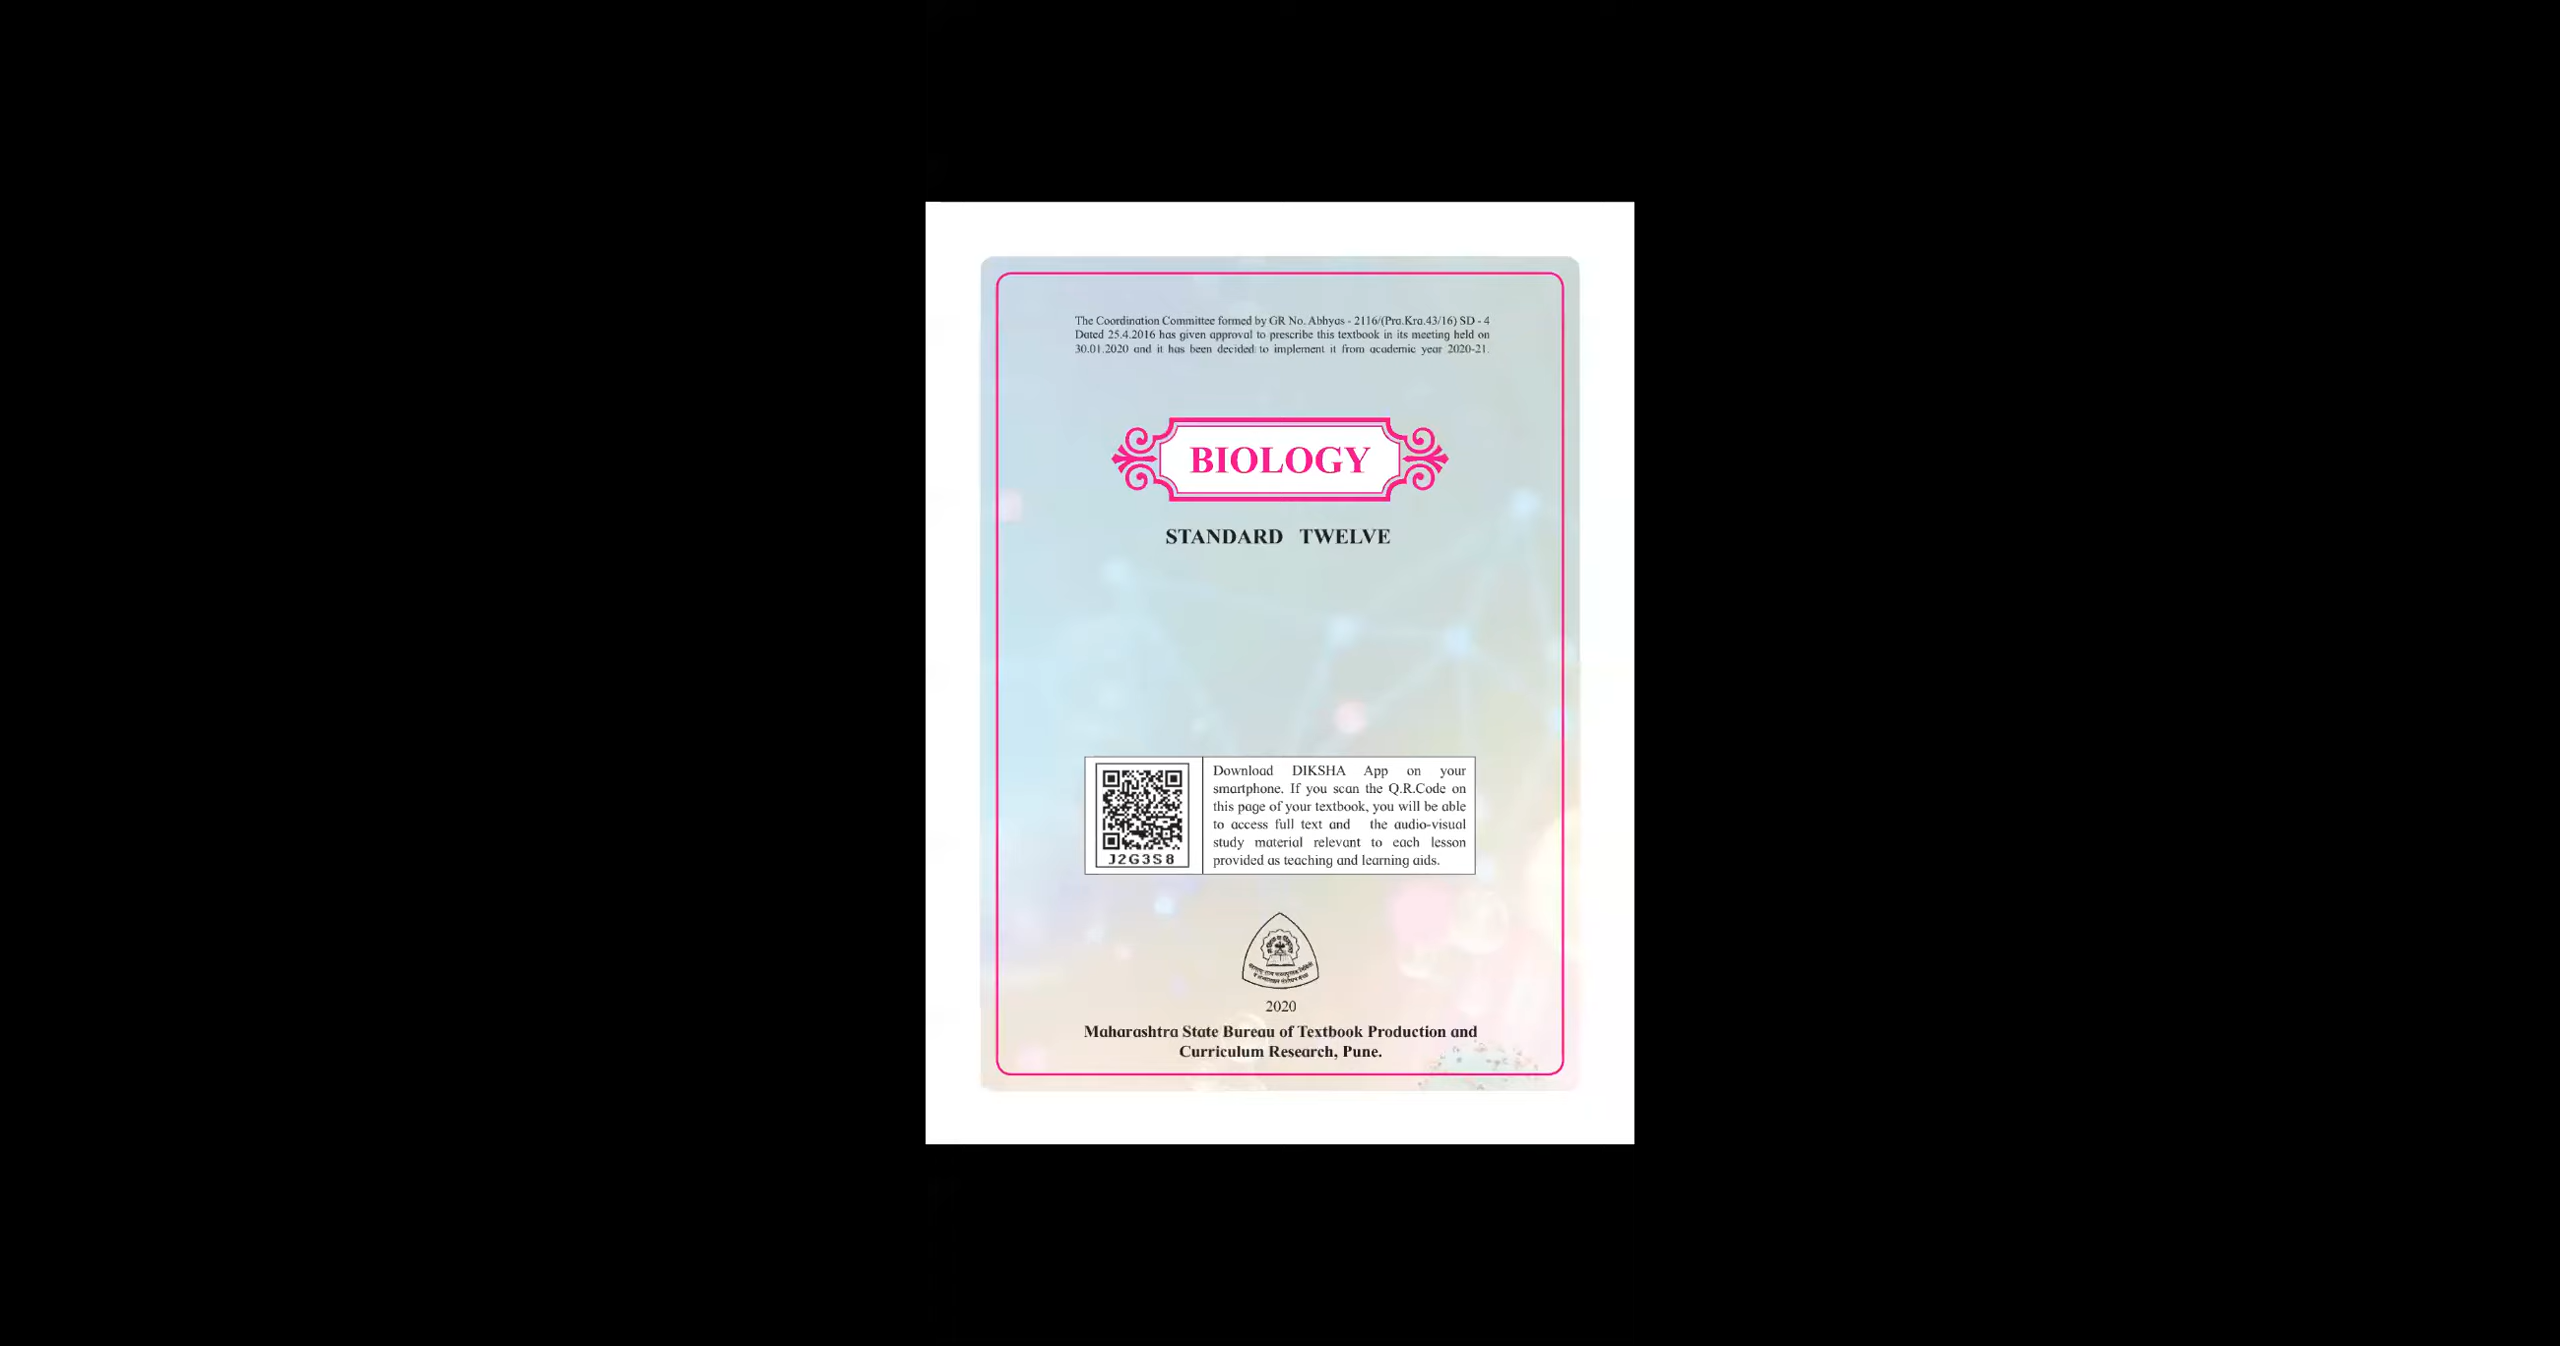 The Coordination Committee formed by GR No. Abhyas - 2116/(Pra.Kra.43/16) SD - 4
Dated 25.4.2016 has given approval to prescribe this textbook in its meeting held on
30.01.2020 and it has been decided to implement it from academic year 2020-21.
BIOLOGY
STANDARD TWELVE
Download DIKSHA App on your
smartphone. If you scan the Q.R.Code on
this page of your textbook, you will be able
to access full text and the audio-visual
study material relevant to each lesson
provided as teaching and learning aids.
J2G3S8
2020
Maharashtra State Bureau of Textbook Production and
Curriculum Research, Pune.